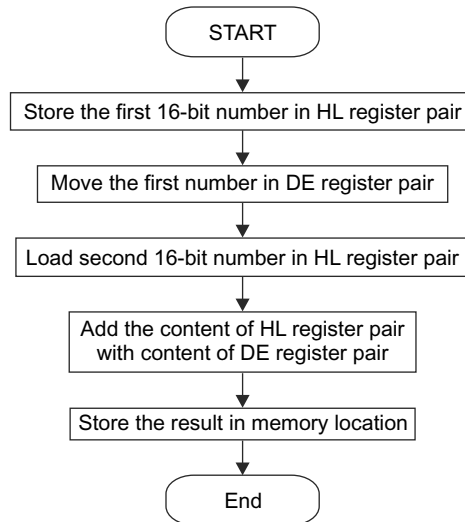 START
Store the first 16-bit number in HL register pair
Move the first number in DE register pair
Load second 16-bit number in HL register pair
Add the content of HL register pair
with content of DE register pair
Store the result in memory location
End